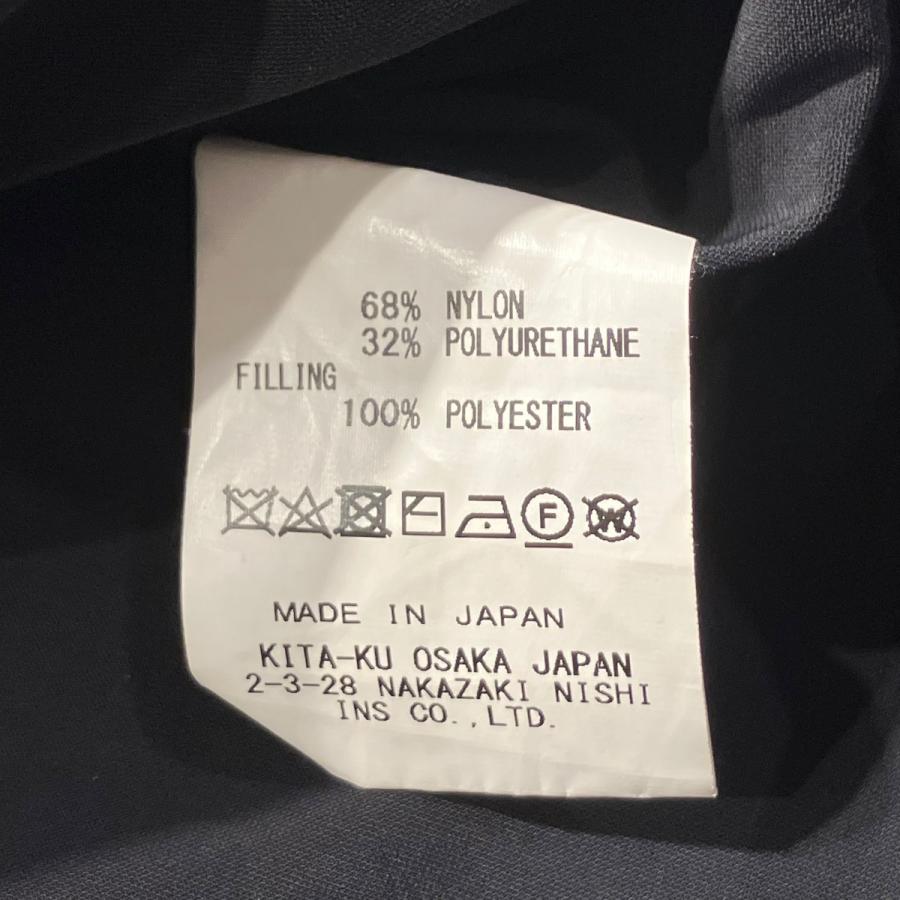 68% NYLON
32% POLYURETHANE
FILLING
100% POLYESTER
F W
MADE IN JAPAN
KITA-KU OSAKA JAPAN
2-3-28 NAKAZAKI NISHI
INS CO.,LTD.